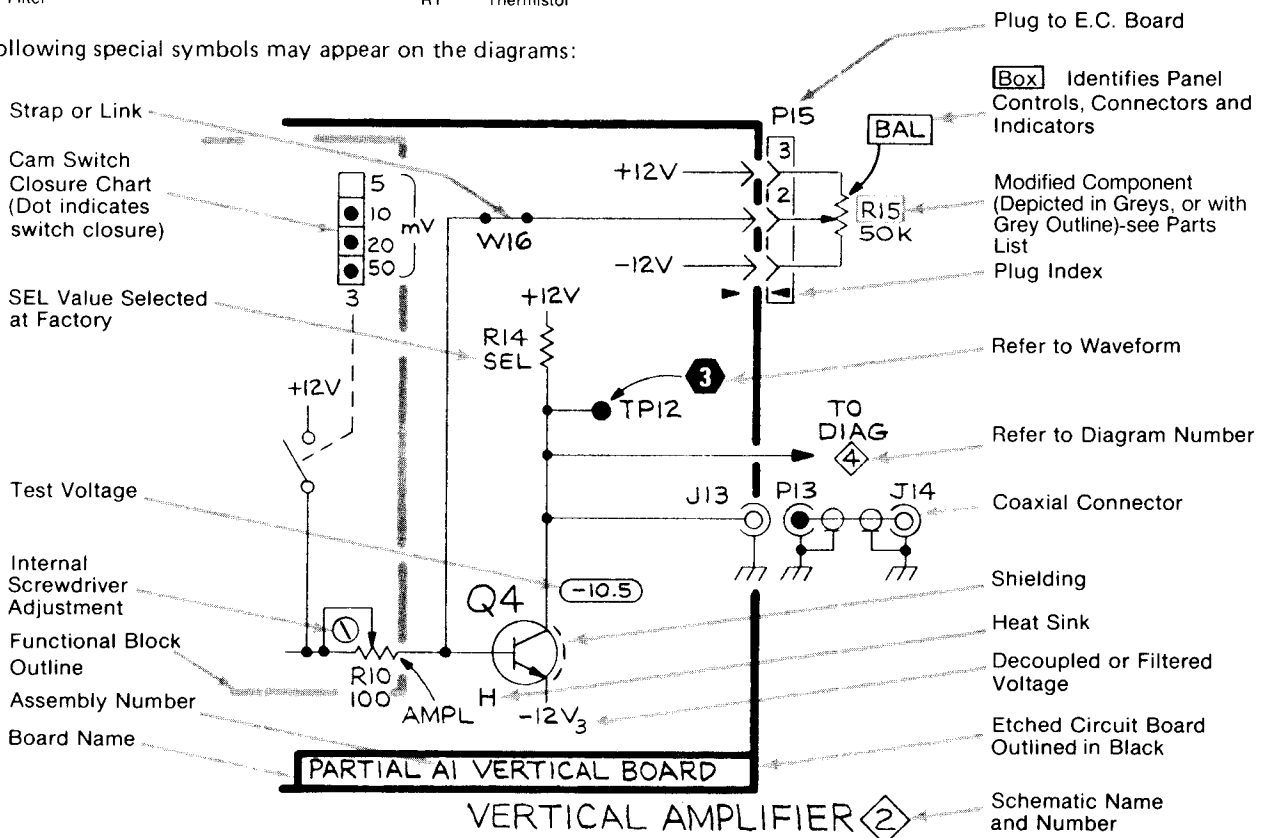 Filter
RT Thermistor
ollowing special symbols may appear on the diagrams:
Plug to E.C. Board
Box Identifies Panel
Controls, Connectors and
Indicators
Modified Component
(Depicted in Greys, or with
Grey Outline)-see Parts
List
Plug Index
Refer to Waveform
Refer to Diagram Number
Coaxial Connector
Shielding
Heat Sink
Decoupled or Filtered
Voltage
Etched Circuit Board
Outlined in Black
Schematic Name
and Number
Strap or Link
Cam Switch
Closure Chart
(Dot indicates
switch closure)
SEL Value Selected
at Factory
Test Voltage
Internal
Screwdriver
Adjustment
Functional Block
Outline
Assembly Number
Board Name
5
10
20
50
mV
3
+12V
W16
+12V
-12V
P15
3
2
BAL
R15
50K
+12V
R14
SEL
3
TP12
TO
DIAG
4
J13
P13
J14
-10.5
Q4
H
-12V3
R10
100
AMPL
PARTIAL A1 VERTICAL BOARD
VERTICAL AMPLIFIER 2